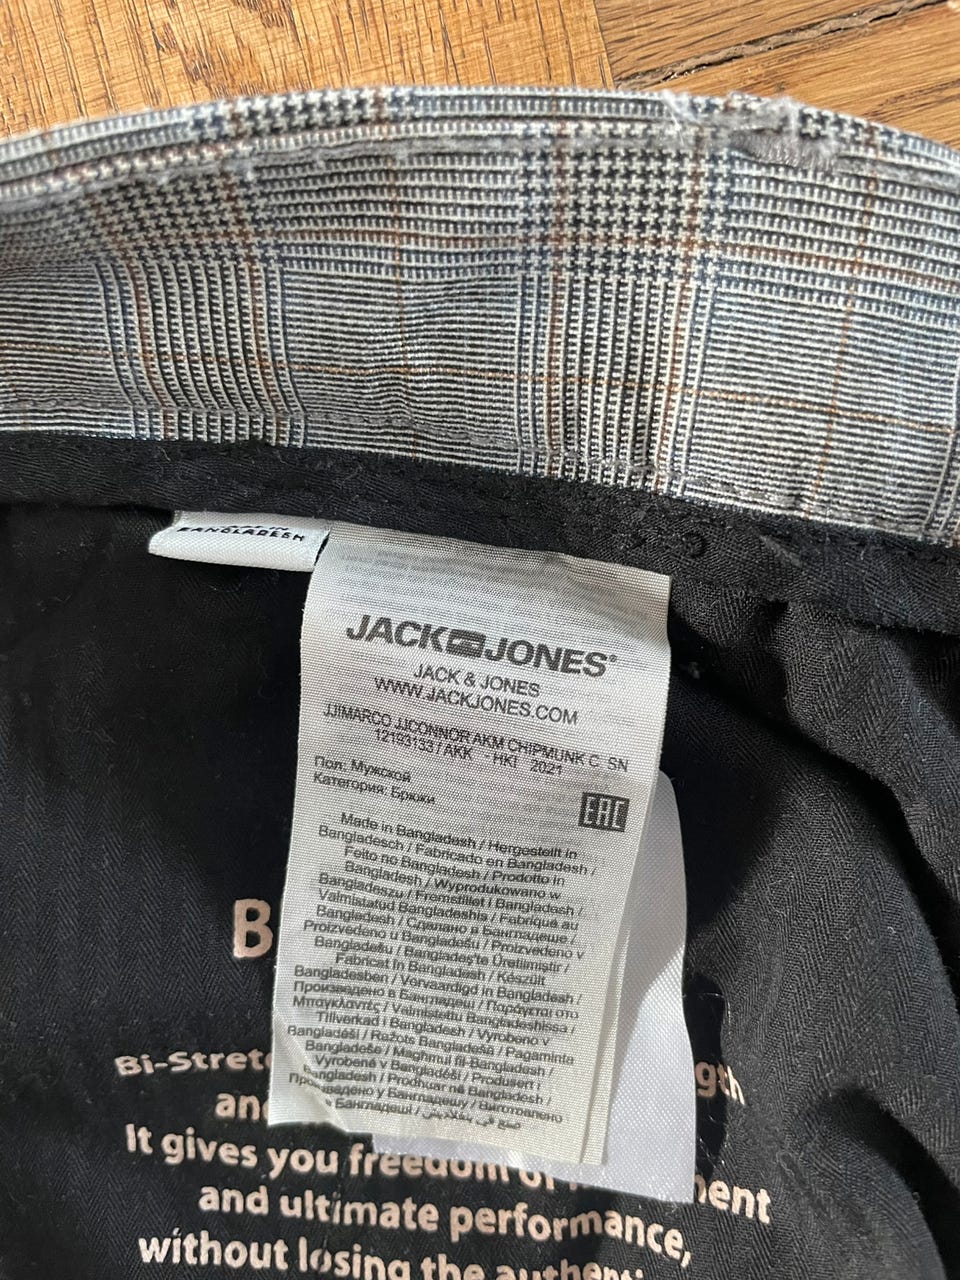 BANGLADESH
JACK JONES®
JACK & JONES
WWW.JACKJONES.COM
JJIMARCO JJCONNOR AKM CHIPMUNK C SN
12193133 / AKK - HKI 2021
Пол: Мужской
Категория: Брюки
EAC
Made in Bangladesh / Hergestellt in
Bangladesch / Fabricado en Bangladesh /
Feito no Bangladesh / Prodotto in
Bangladesh / Wyprodukowano w
Bangladeszu / Fremstillet i Bangladesh /
Valmistatud Bangladeshis / Fabriqué au
Bangladesh / Сделано в Бангладеше /
Proizvedeno u Bangladešu / Proizvedeno v
Bangladešu / Bangladeş'te Üretilmiştir /
Fabricat în Bangladesh / Készült
Bangladesben / Vervaardigd in Bangladesh /
Произведено в Бангладеш / Παράγεται στο
Μπαγκλαντές / Valmistettu Bangladeshissa /
Tillverkad i Bangladesh / Vyrobeno v
Bangladéši / Ražots Bangladešā / Pagaminta
Bangladeše / Magħmul fil-Bangladesh /
Vyrobené v Bangladéši / Produsert i
Bangladesh / Prodhuar në Bangladesh /
Произведено у Бангладешу / Виготовлено
в Бангладеші / صنع في بنغلاديش
B
Bi-Stret gth
and
It gives you freedom of ment
and ultimate performance,
without losing the authenti